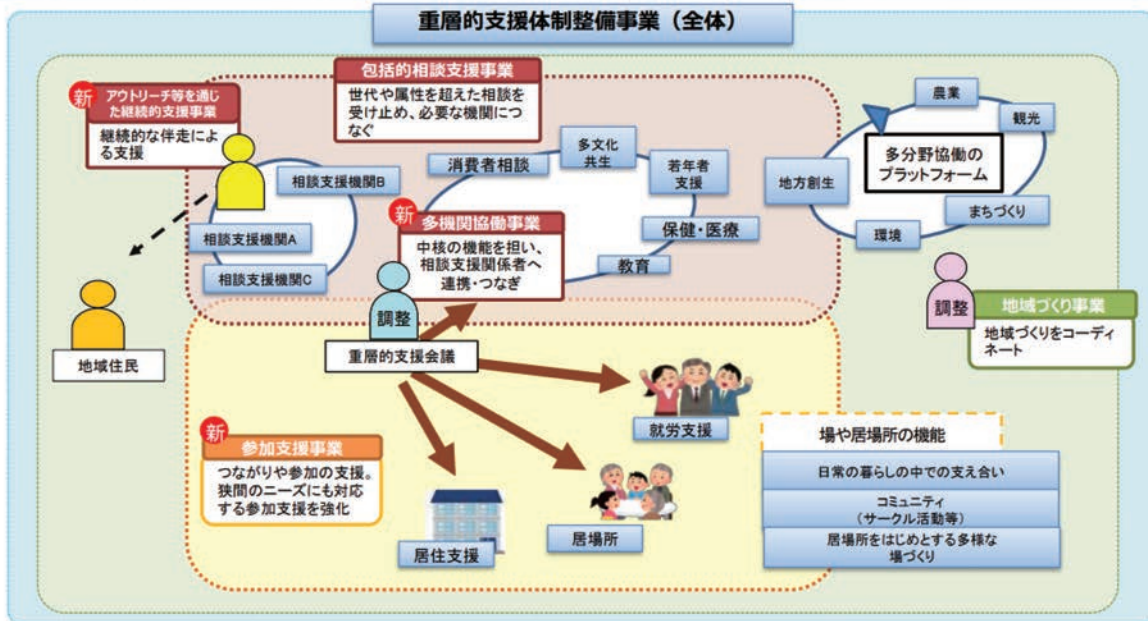 重層的支援体制整備事業（全体）
新
アウトリーチ等を通じ
た継続的支援事業
継続的な伴走によ
る支援
包括的相談支援事業
世代や属性を超えた相談を
受け止め、必要な機関につ
なぐ
相談支援機関B
相談支援機関A
相談支援機関C
消費者相談
多文化
共生
若年者
支援
保健・医療
教育
新
多機関協働事業
中核の機能を担い、
相談支援関係者へ
連携・つなぎ
農業
観光
多分野協働の
プラットフォーム
地方創生
まちづくり
環境
地域住民
調整
重層的支援会議
調整
地域づくり事業
地域づくりをコーディ
ネート
新
参加支援事業
つながりや参加の支援。
狭間のニーズにも対応
する参加支援を強化
就労支援
居住支援
居場所
場や居場所の機能
日常の暮らしの中での支え合い
コミュニティ
（サークル活動等）
居場所をはじめとする多様な
場づくり